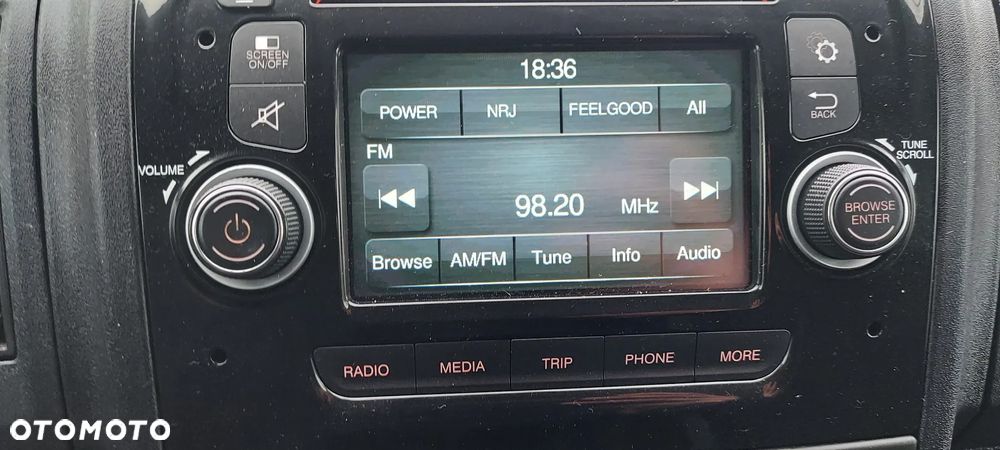 SCREEN
ON/OFF
18:36
POWER NRJ FEELGOOD All
BACK
FM
VOLUME
TUNE
SCROLL
98.20 MHz
BROWSE
ENTER
Browse AM/FM Tune Info Audio
RADIO MEDIA TRIP PHONE MORE
OTOMOTO